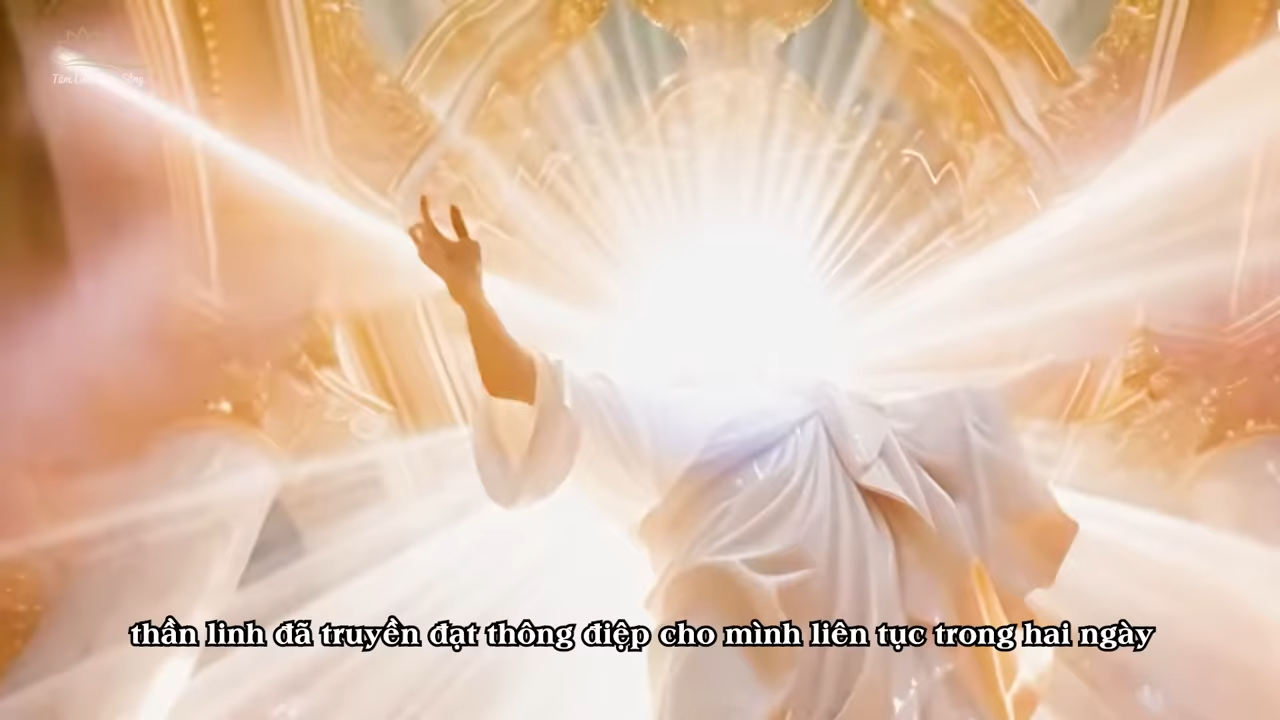 thần linh đã truyền đạt thông điệp cho mình liên tục trong hai ngày